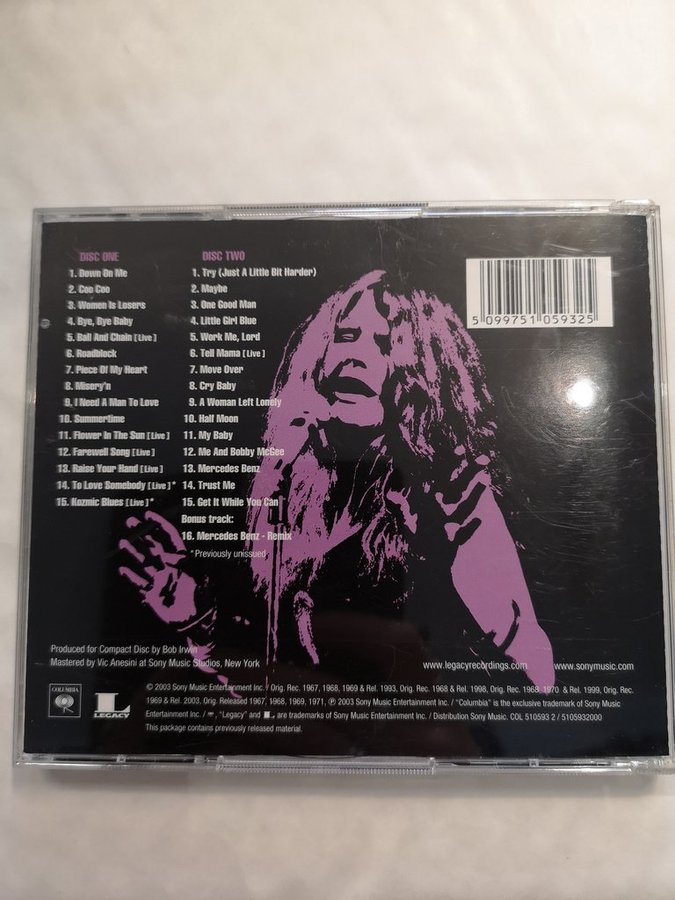 DISC ONE
1. Down On Me
2. Coo Coo
3. Women Is Losers
4. Bye, Bye Baby
5. Ball And Chain [Live]
6. Roadblock
7. Piece Of My Heart
8. Misery'n
9. I Need A Man To Love
10. Summertime
11. Flower In The Sun [Live]
12. Farewell Song [Live]
13. Raise Your Hand [Live]
14. To Love Somebody [Live]*
15. Kozmic Blues [Live]*
DISC TWO
1. Try (Just A Little Bit Harder)
2. Maybe
3. One Good Man
4. Little Girl Blue
5. Work Me, Lord
6. Tell Mama [Live]
7. Move Over
8. Cry Baby
9. A Woman Left Lonely
10. Half Moon
11. My Baby
12. Me And Bobby McGee
13. Mercedes Benz
14. Trust Me
15. Get It While You Can
Bonus track:
16. Mercedes Benz - Remix
*Previously unissued
5 099751 059325
Produced for Compact Disc by Bob Irwin
Mastered by Vic Anesini at Sony Music Studios, New York
www.legacyrecordings.com
www.sonymusic.com
COLUMBIA
L
LEGACY
© 2003 Sony Music Entertainment Inc. / Orig. Rec. 1967, 1968, 1969 & Rel. 1993, Orig. Rec. 1968 & Rel. 1998, Orig. Rec. 1968, 1970 & Rel. 1999, Orig. Rec.
1969 & Rel. 2003. Orig. Released 1967, 1968, 1969, 1971, ℗ 2003 Sony Music Entertainment Inc. / "Columbia" is the exclusive trademark of Sony Music
Entertainment Inc. / , "Legacy" and L are trademarks of Sony Music Entertainment Inc. / Distribution Sony Music. COL 510593 2 / 5105932000
This package contains previously released material.